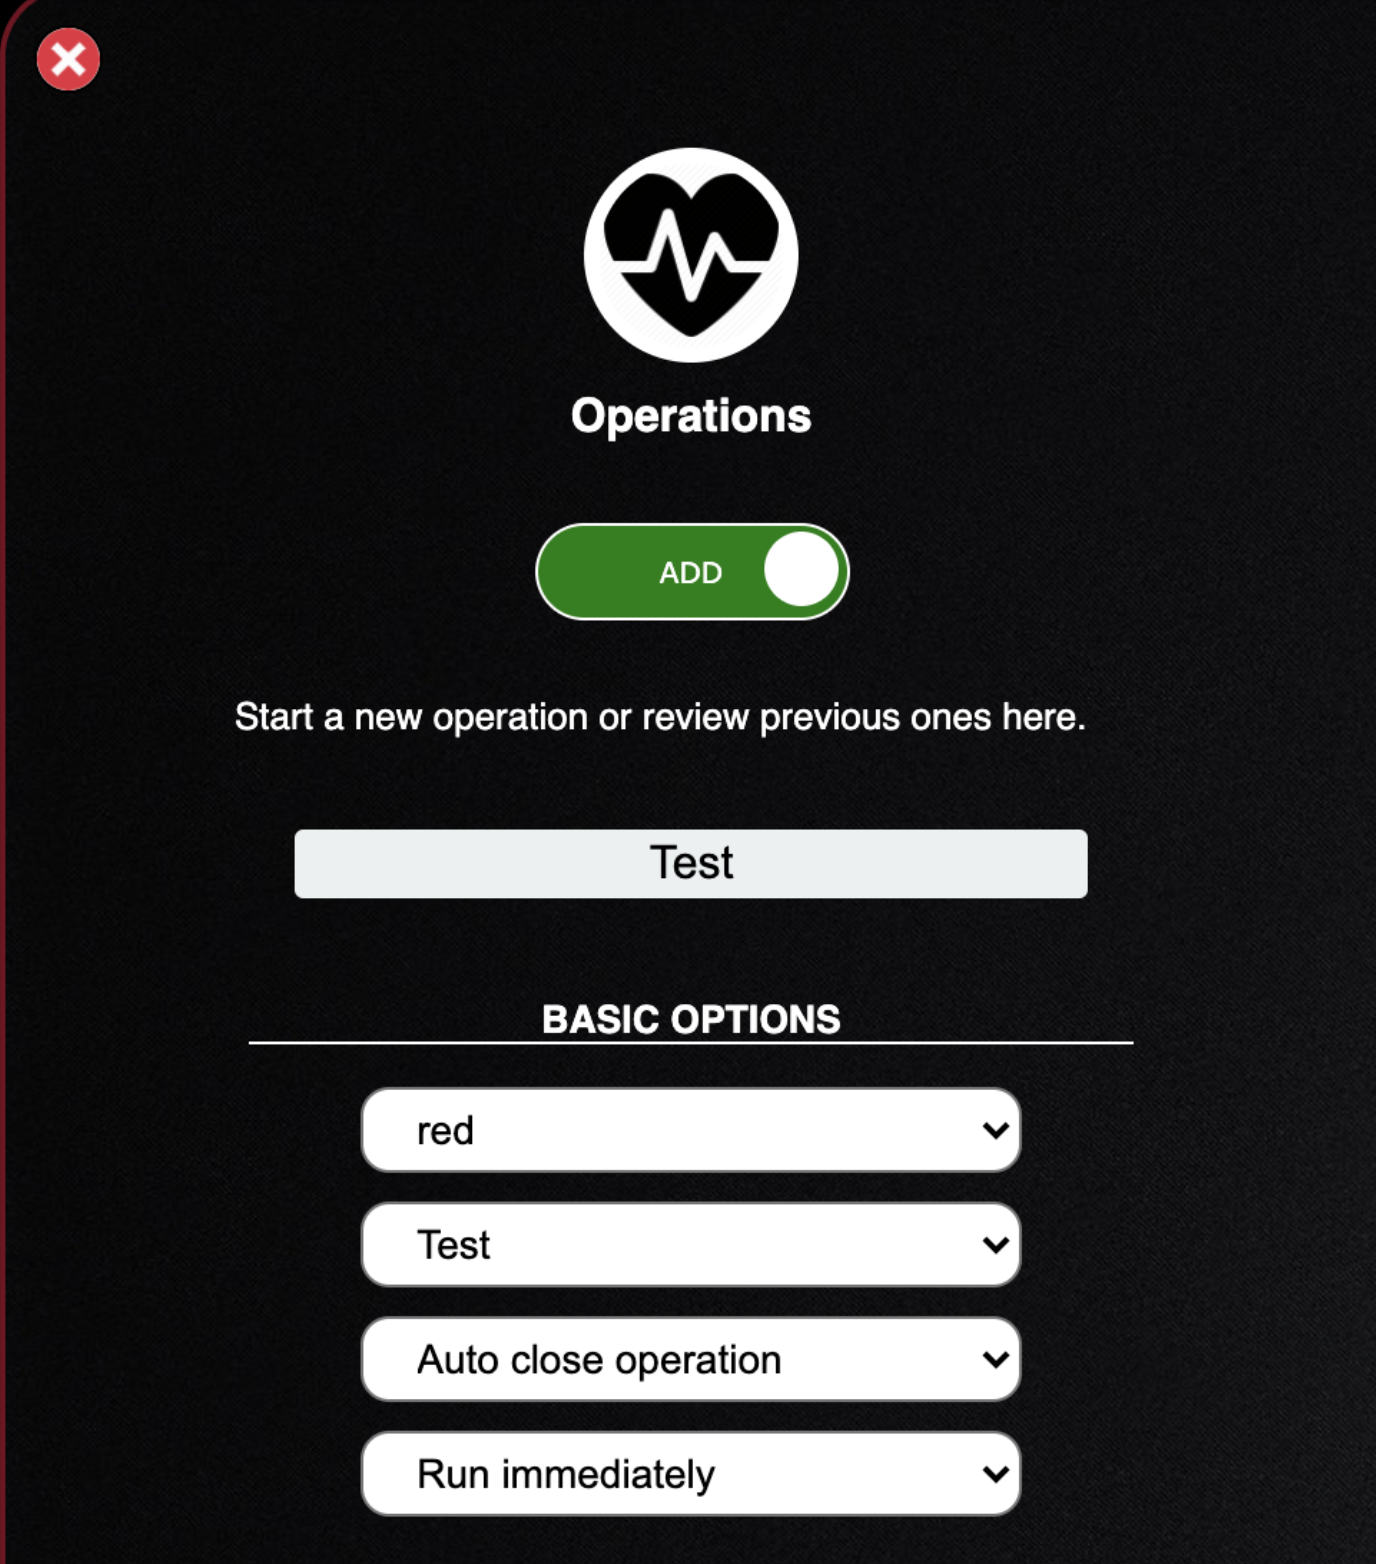 Operations
ADD
Start a new operation or review previous ones here.
Test
BASIC OPTIONS
red
Test
Auto close operation
Run immediately